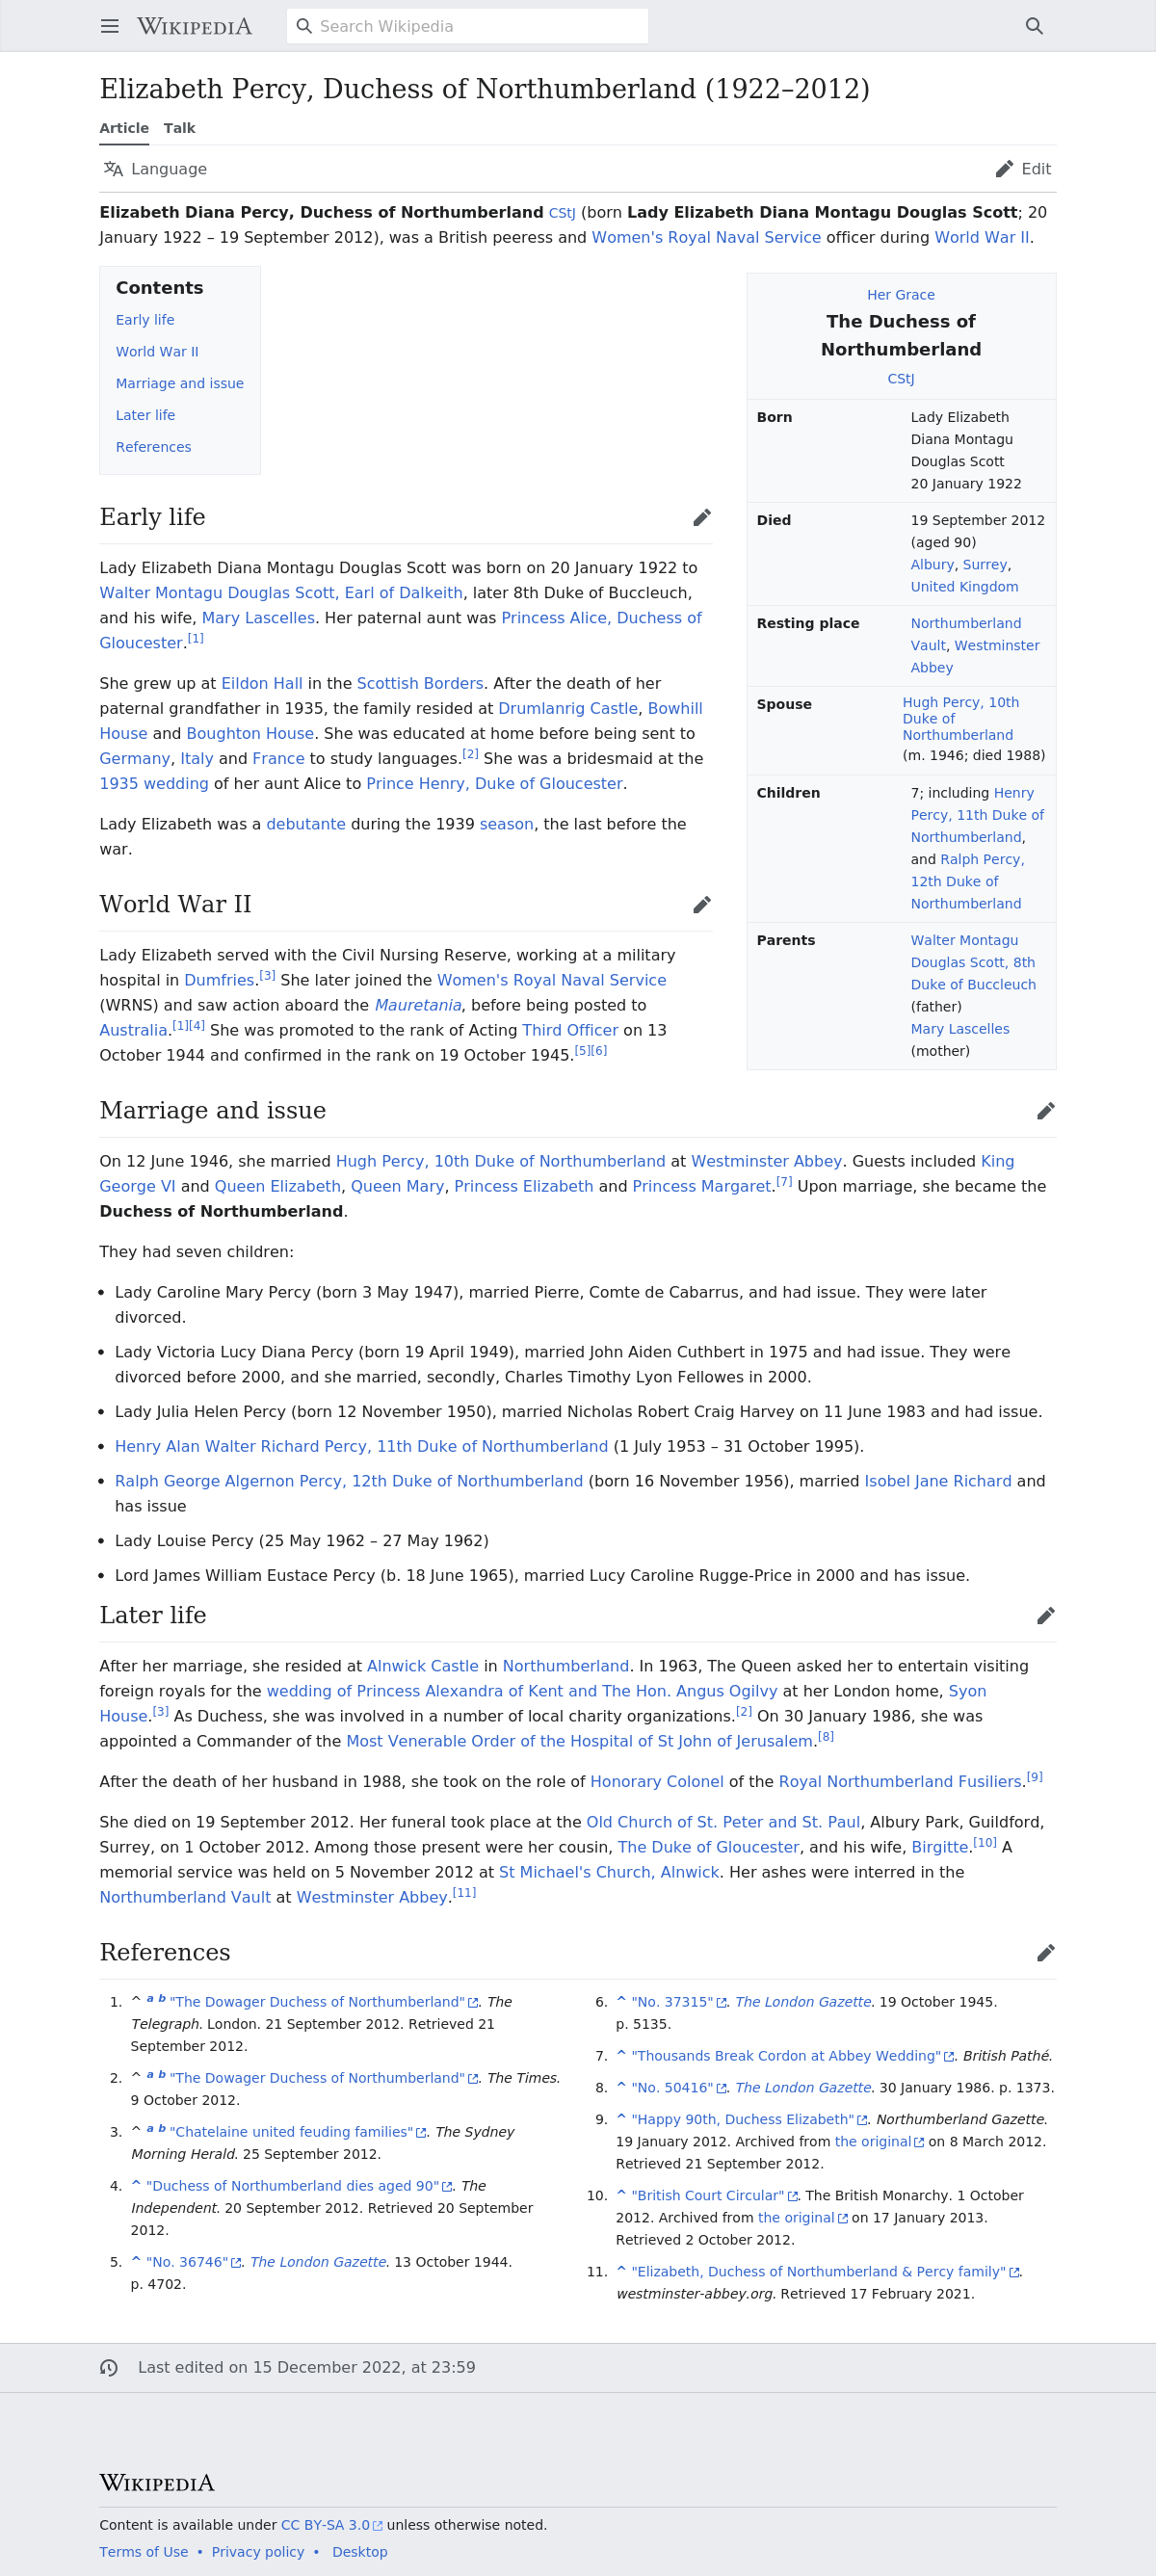 WIKIPEDIA
Search Wikipedia
Elizabeth Percy, Duchess of Northumberland (1922–2012)
Article Talk
Language
Edit
Elizabeth Diana Percy, Duchess of Northumberland CStJ (born Lady Elizabeth Diana Montagu Douglas Scott; 20
January 1922 – 19 September 2012), was a British peeress and Women's Royal Naval Service officer during World War II.
Contents
Early life
World War II
Marriage and issue
Later life
References
Her Grace
The Duchess of
Northumberland
CStJ
Born
Lady Elizabeth
Diana Montagu
Douglas Scott
20 January 1922
Died
19 September 2012
(aged 90)
Albury, Surrey,
United Kingdom
Resting place
Northumberland
Vault, Westminster
Abbey
Spouse
Hugh Percy, 10th
Duke of
Northumberland
(m. 1946; died 1988)
Children
7; including Henry
Percy, 11th Duke of
Northumberland,
and Ralph Percy,
12th Duke of
Northumberland
Parents
Walter Montagu
Douglas Scott, 8th
Duke of Buccleuch
(father)
Mary Lascelles
(mother)
Early life
Lady Elizabeth Diana Montagu Douglas Scott was born on 20 January 1922 to
Walter Montagu Douglas Scott, Earl of Dalkeith, later 8th Duke of Buccleuch,
and his wife, Mary Lascelles. Her paternal aunt was Princess Alice, Duchess of
Gloucester.[1]
She grew up at Eildon Hall in the Scottish Borders. After the death of her
paternal grandfather in 1935, the family resided at Drumlanrig Castle, Bowhill
House and Boughton House. She was educated at home before being sent to
Germany, Italy and France to study languages.[2] She was a bridesmaid at the
1935 wedding of her aunt Alice to Prince Henry, Duke of Gloucester.
Lady Elizabeth was a debutante during the 1939 season, the last before the
war.
World War II
Lady Elizabeth served with the Civil Nursing Reserve, working at a military
hospital in Dumfries.[3] She later joined the Women's Royal Naval Service
(WRNS) and saw action aboard the Mauretania, before being posted to
Australia.[1][4] She was promoted to the rank of Acting Third Officer on 13
October 1944 and confirmed in the rank on 19 October 1945.[5][6]
Marriage and issue
On 12 June 1946, she married Hugh Percy, 10th Duke of Northumberland at Westminster Abbey. Guests included King
George VI and Queen Elizabeth, Queen Mary, Princess Elizabeth and Princess Margaret.[7] Upon marriage, she became the
Duchess of Northumberland.
They had seven children:
• Lady Caroline Mary Percy (born 3 May 1947), married Pierre, Comte de Cabarrus, and had issue. They were later
divorced.
• Lady Victoria Lucy Diana Percy (born 19 April 1949), married John Aiden Cuthbert in 1975 and had issue. They were
divorced before 2000, and she married, secondly, Charles Timothy Lyon Fellowes in 2000.
• Lady Julia Helen Percy (born 12 November 1950), married Nicholas Robert Craig Harvey on 11 June 1983 and had issue.
• Henry Alan Walter Richard Percy, 11th Duke of Northumberland (1 July 1953 – 31 October 1995).
• Ralph George Algernon Percy, 12th Duke of Northumberland (born 16 November 1956), married Isobel Jane Richard and
has issue
• Lady Louise Percy (25 May 1962 – 27 May 1962)
• Lord James William Eustace Percy (b. 18 June 1965), married Lucy Caroline Rugge-Price in 2000 and has issue.
Later life
After her marriage, she resided at Alnwick Castle in Northumberland. In 1963, The Queen asked her to entertain visiting
foreign royals for the wedding of Princess Alexandra of Kent and The Hon. Angus Ogilvy at her London home, Syon
House.[3] As Duchess, she was involved in a number of local charity organizations.[2] On 30 January 1986, she was
appointed a Commander of the Most Venerable Order of the Hospital of St John of Jerusalem.[8]
After the death of her husband in 1988, she took on the role of Honorary Colonel of the Royal Northumberland Fusiliers.[9]
She died on 19 September 2012. Her funeral took place at the Old Church of St. Peter and St. Paul, Albury Park, Guildford,
Surrey, on 1 October 2012. Among those present were her cousin, The Duke of Gloucester, and his wife, Birgitte.[10] A
memorial service was held on 5 November 2012 at St Michael's Church, Alnwick. Her ashes were interred in the
Northumberland Vault at Westminster Abbey.[11]
References
1. ^ a b "The Dowager Duchess of Northumberland". The
Telegraph. London. 21 September 2012. Retrieved 21
September 2012.
2. ^ a b "The Dowager Duchess of Northumberland". The Times.
9 October 2012.
3. ^ a b "Chatelaine united feuding families". The Sydney
Morning Herald. 25 September 2012.
4. ^ "Duchess of Northumberland dies aged 90". The
Independent. 20 September 2012. Retrieved 20 September
2012.
5. ^ "No. 36746". The London Gazette. 13 October 1944.
p. 4702.
6. ^ "No. 37315". The London Gazette. 19 October 1945.
p. 5135.
7. ^ "Thousands Break Cordon at Abbey Wedding". British Pathé.
8. ^ "No. 50416". The London Gazette. 30 January 1986. p. 1373.
9. ^ "Happy 90th, Duchess Elizabeth". Northumberland Gazette.
19 January 2012. Archived from the original on 8 March 2012.
Retrieved 21 September 2012.
10. ^ "British Court Circular". The British Monarchy. 1 October
2012. Archived from the original on 17 January 2013.
Retrieved 2 October 2012.
11. ^ "Elizabeth, Duchess of Northumberland & Percy family".
westminster-abbey.org. Retrieved 17 February 2021.
Last edited on 15 December 2022, at 23:59
WIKIPEDIA
Content is available under CC BY-SA 3.0 unless otherwise noted.
Terms of Use • Privacy policy • Desktop